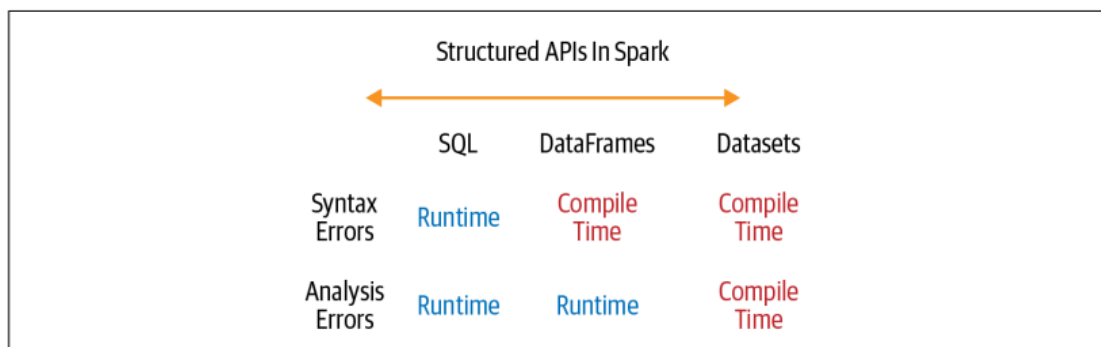 Structured APIs In Spark
SQL DataFrames Datasets
Syntax Errors Runtime Compile Time Compile Time
Analysis Errors Runtime Runtime Compile Time